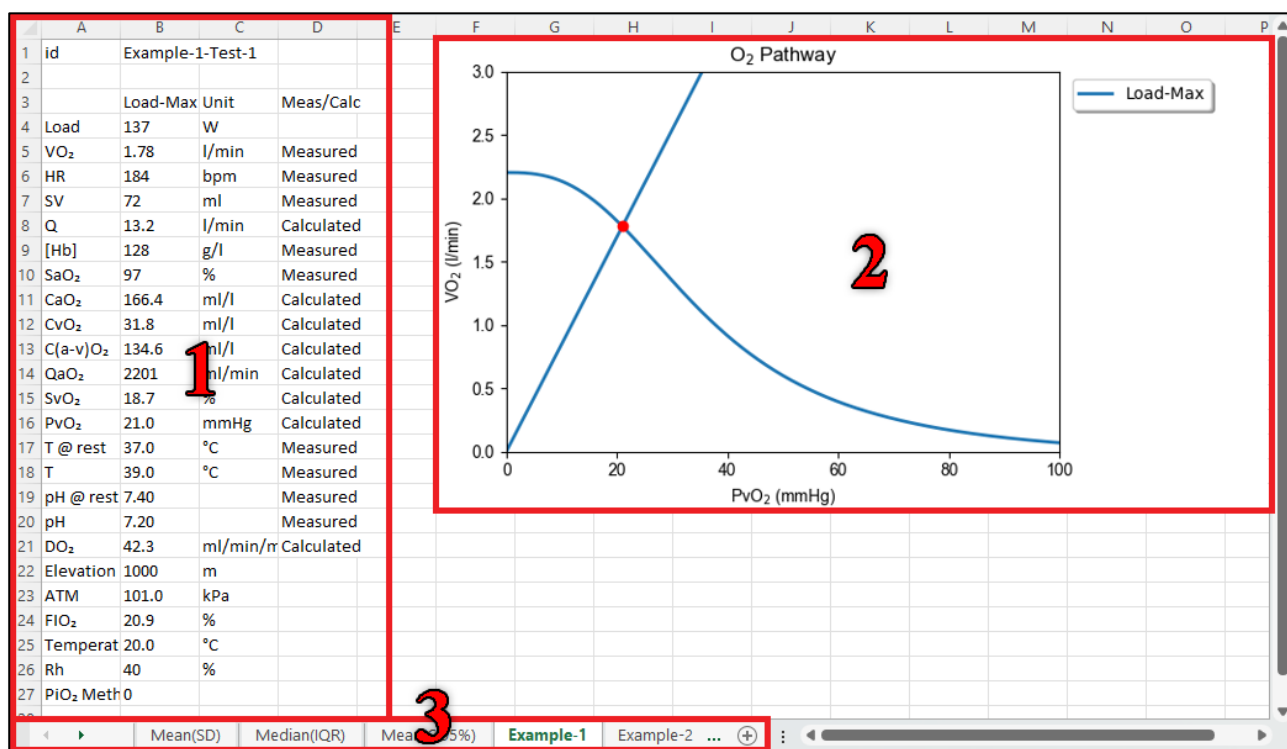 A B C D E F G H I J K L M N O P
1 id Example-1-Test-1
2
3 Load-Max Unit Meas/Calc
4 Load 137 W
5 VO₂ 1.78 l/min Measured
6 HR 184 bpm Measured
7 SV 72 ml Measured
8 Q 13.2 l/min Calculated
9 [Hb] 128 g/l Measured
10 SaO₂ 97 % Measured
11 CaO₂ 166.4 ml/l Calculated
12 CvO₂ 31.8 ml/l Calculated
13 C(a-v)O₂ 134.6 ml/l Calculated
14 QaO₂ 2201 ml/min Calculated
15 SvO₂ 18.7 % Calculated
16 PvO₂ 21.0 mmHg Calculated
17 T @ rest 37.0 °C Measured
18 T 39.0 °C Measured
19 pH @ rest 7.40 Measured
20 pH 7.20 Measured
21 DO₂ 42.3 ml/min/m Calculated
22 Elevation 1000 m
23 ATM 101.0 kPa
24 FIO₂ 20.9 %
25 Temperat 20.0 °C
26 Rh 40 %
27 PiO₂ Meth 0
1
O₂ Pathway
Load-Max
3.0
2.5
2.0
1.5
1.0
0.5
0.0
VO₂ (l/min)
0 20 40 60 80 100
PvO₂ (mmHg)
2
3
Mean(SD) Median(IQR) Example-1 Example-2 ...